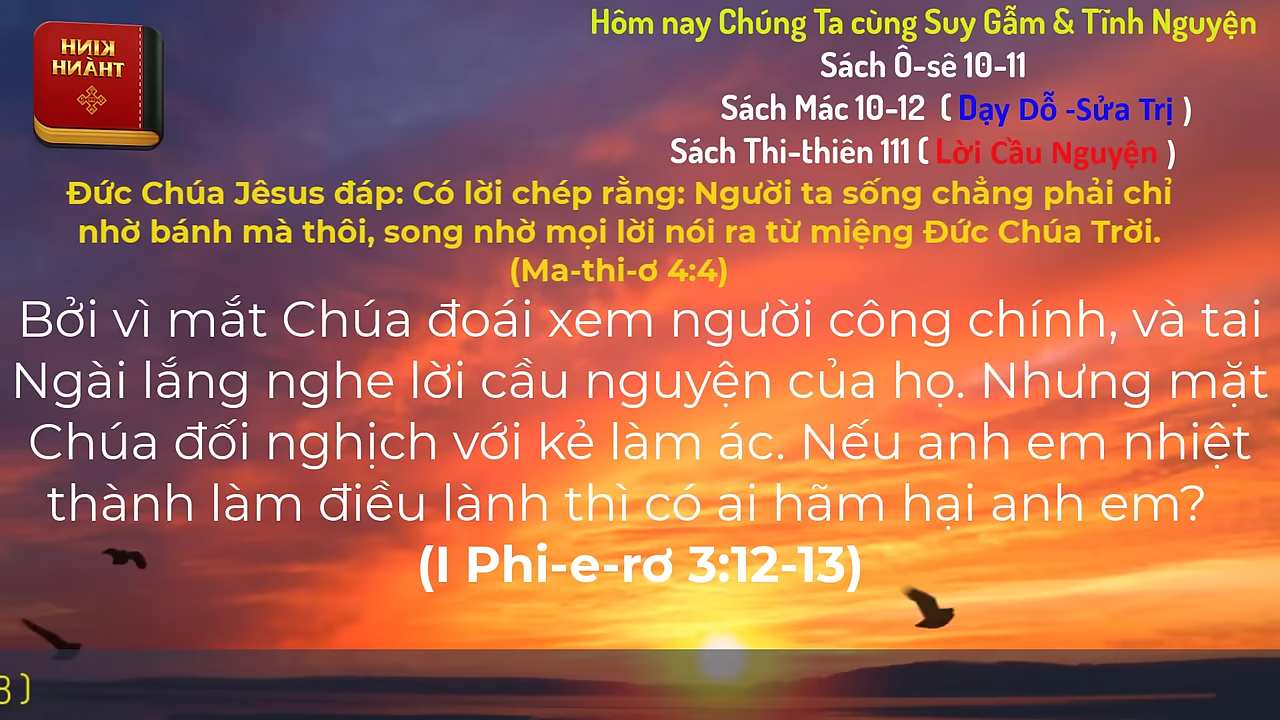 KINH
THÀNH
Hôm nay Chúng Ta cùng Suy Gẫm & Tĩnh Nguyện
Sách Ô-sê 10-11
Sách Mác 10-12 ( Dạy Dỗ -Sửa Trị )
Sách Thi-thiên 111 ( Lời Cầu Nguyện )
Đức Chúa Jêsus đáp: Có lời chép rằng: Người ta sống chẳng phải chỉ
nhờ bánh mà thôi, song nhờ mọi lời nói ra từ miệng Đức Chúa Trời.
(Ma-thi-ơ 4:4)
Bởi vì mắt Chúa đoái xem người công chính, và tai
Ngài lắng nghe lời cầu nguyện của họ. Nhưng mặt
Chúa đối nghịch với kẻ làm ác. Nếu anh em nhiệt
thành làm điều lành thì có ai hãm hại anh em?
(I Phi-e-rơ 3:12-13)
)